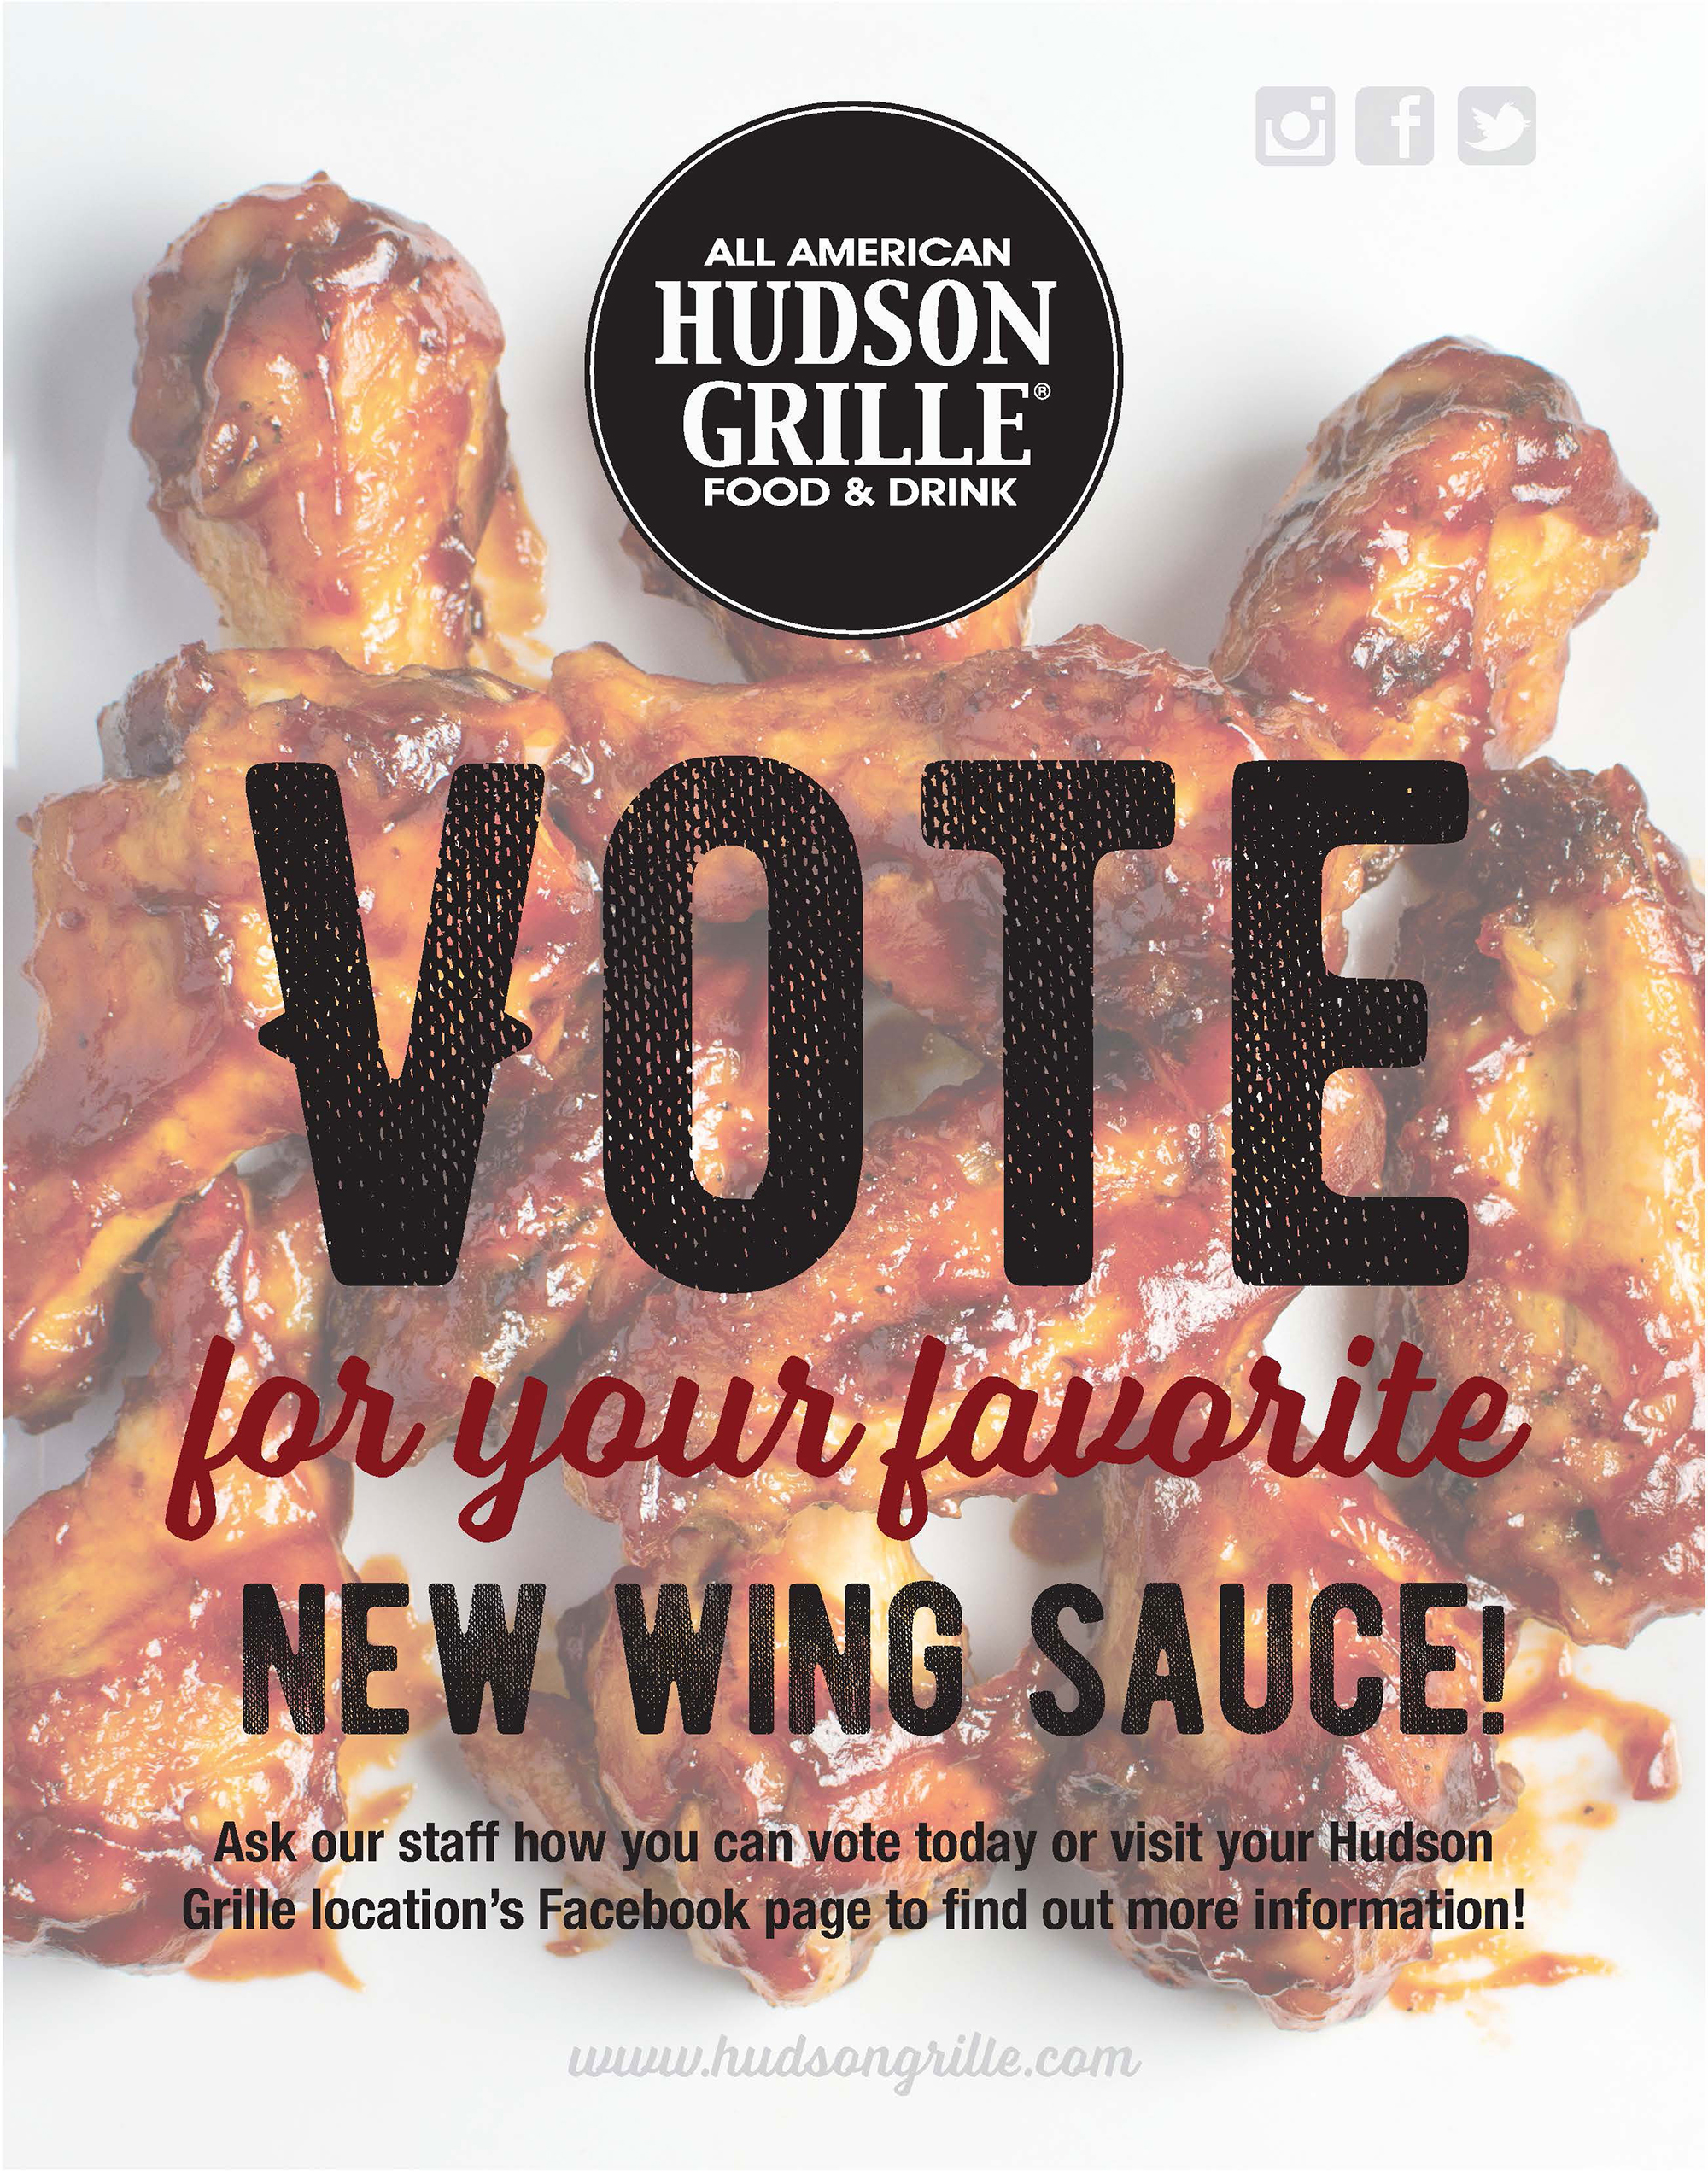 ALL AMERICAN
HUDSON
GRILLE®
FOOD & DRINK
VOTE
for your favorite
NEW WING SAUCE!
Ask our staff how you can vote today or visit your Hudson
Grille location's Facebook page to find out more information!
www.hudsongrille.com